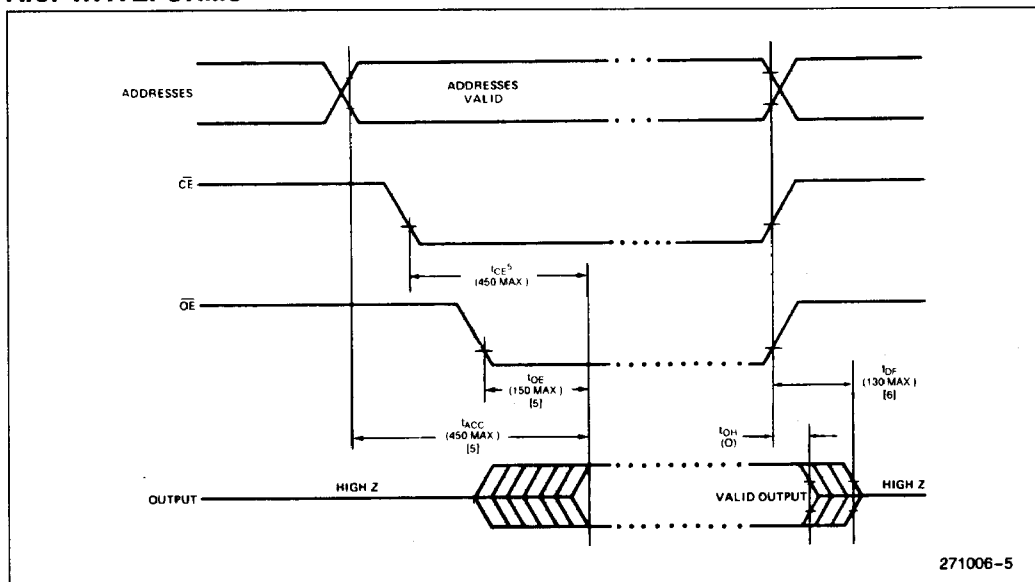 ADDRESSES
ADDRESSES
VALID
CE
tCE5
(450 MAX)
OE
tOE
(150 MAX)
[5]
tDF
(130 MAX)
[6]
tACC
(450 MAX)
[5]
tOH
(O)
OUTPUT
HIGH Z
VALID OUTPUT
HIGH Z
271006-5